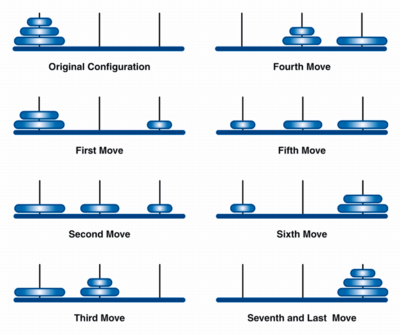 Original Configuration
Fourth Move
First Move
Fifth Move
Second Move
Sixth Move
Third Move
Seventh and Last Move